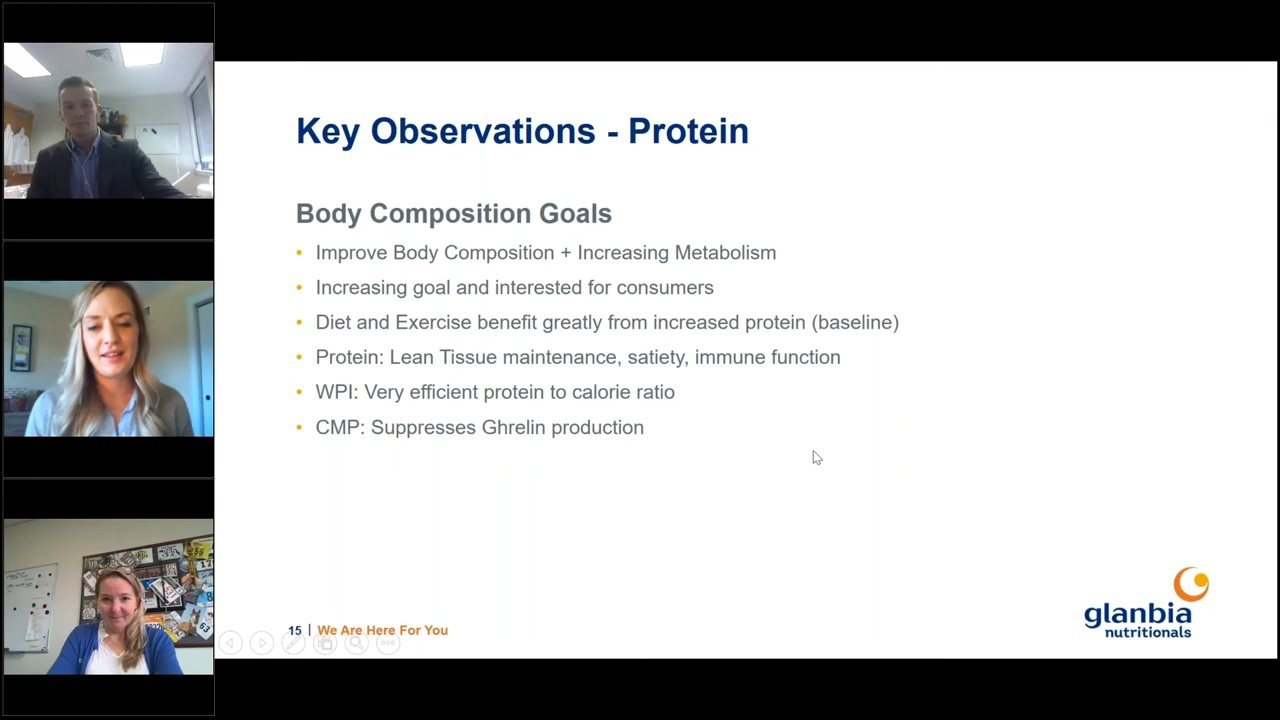 Key Observations - Protein
Body Composition Goals
• Improve Body Composition + Increasing Metabolism
• Increasing goal and interested for consumers
• Diet and Exercise benefit greatly from increased protein (baseline)
• Protein: Lean Tissue maintenance, satiety, immune function
• WPI: Very efficient protein to calorie ratio
• CMP: Suppresses Ghrelin production
15 | We Are Here For You
glanbia
nutritionals